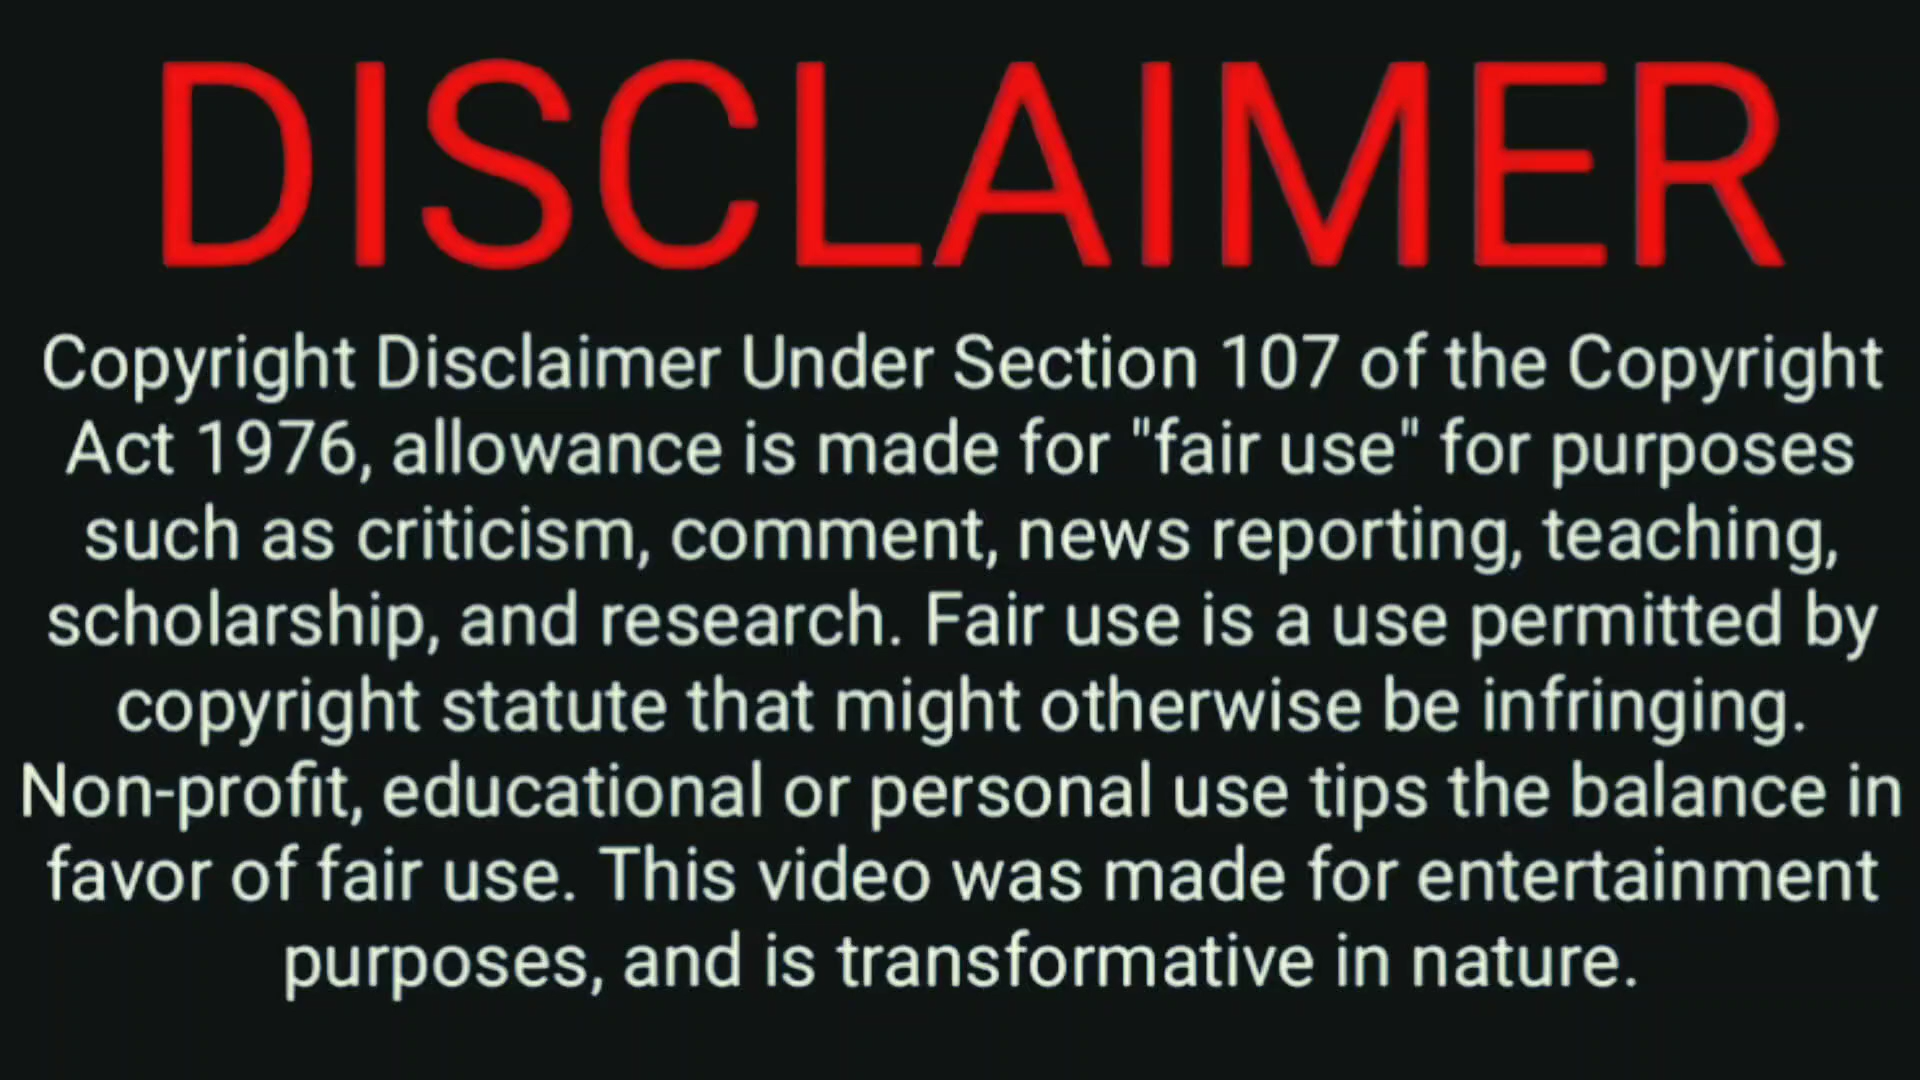 DISCLAIMER
Copyright Disclaimer Under Section 107 of the Copyright
Act 1976, allowance is made for "fair use" for purposes
such as criticism, comment, news reporting, teaching,
scholarship, and research. Fair use is a use permitted by
copyright statute that might otherwise be infringing.
Non-profit, educational or personal use tips the balance in
favor of fair use. This video was made for entertainment
purposes, and is transformative in nature.